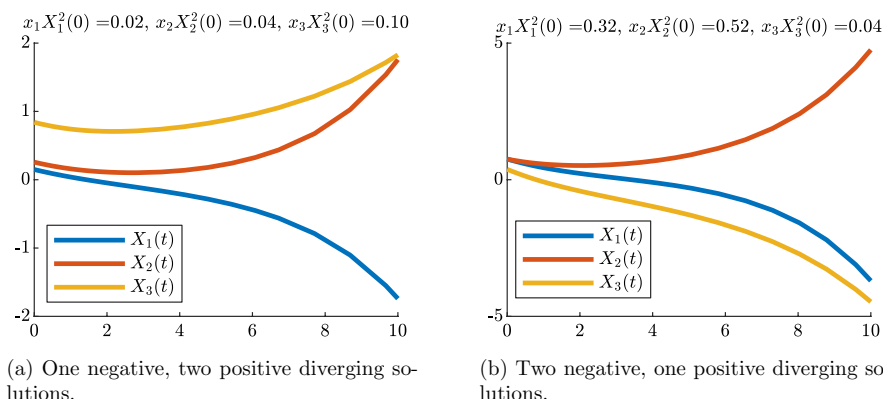 x₁X₁²(0) =0.02, x₂X₂²(0) =0.04, x₃X₃²(0) =0.10
2
1
0
-1
-2
0 2 4 6 8 10
X₁(t)
X₂(t)
X₃(t)
(a) One negative, two positive diverging so-
lutions.
x₁X₁²(0) =0.32, x₂X₂²(0) =0.52, x₃X₃²(0) =0.04
5
0
-5
0 2 4 6 8 10
X₁(t)
X₂(t)
X₃(t)
(b) Two negative, one positive diverging so
lutions.